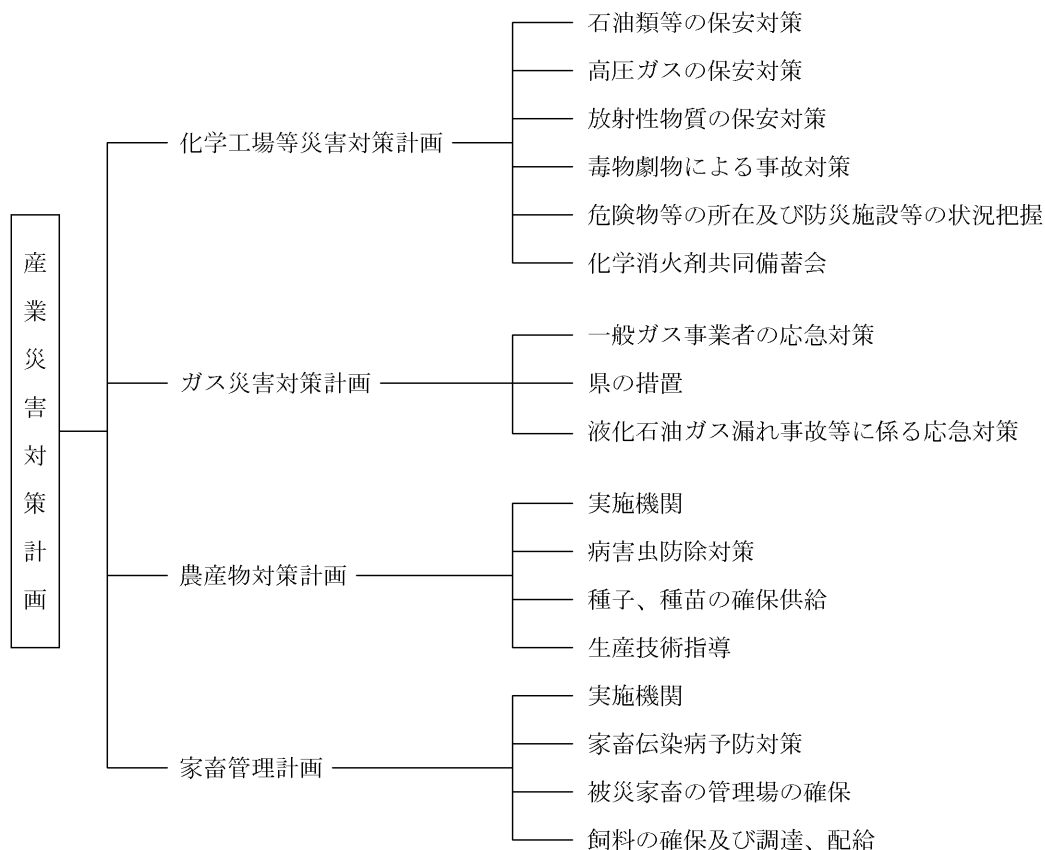 産業災害対策計画
化学工場等災害対策計画
石油類等の保安対策
高圧ガスの保安対策
放射性物質の保安対策
毒物劇物による事故対策
危険物等の所在及び防災施設等の状況把握
化学消火剤共同備蓄会
ガス災害対策計画
一般ガス事業者の応急対策
県の措置
液化石油ガス漏れ事故等に係る応急対策
農産物対策計画
実施機関
病害虫防除対策
種子、種苗の確保供給
生産技術指導
家畜管理計画
実施機関
家畜伝染病予防対策
被災家畜の管理場の確保
飼料の確保及び調達、配給